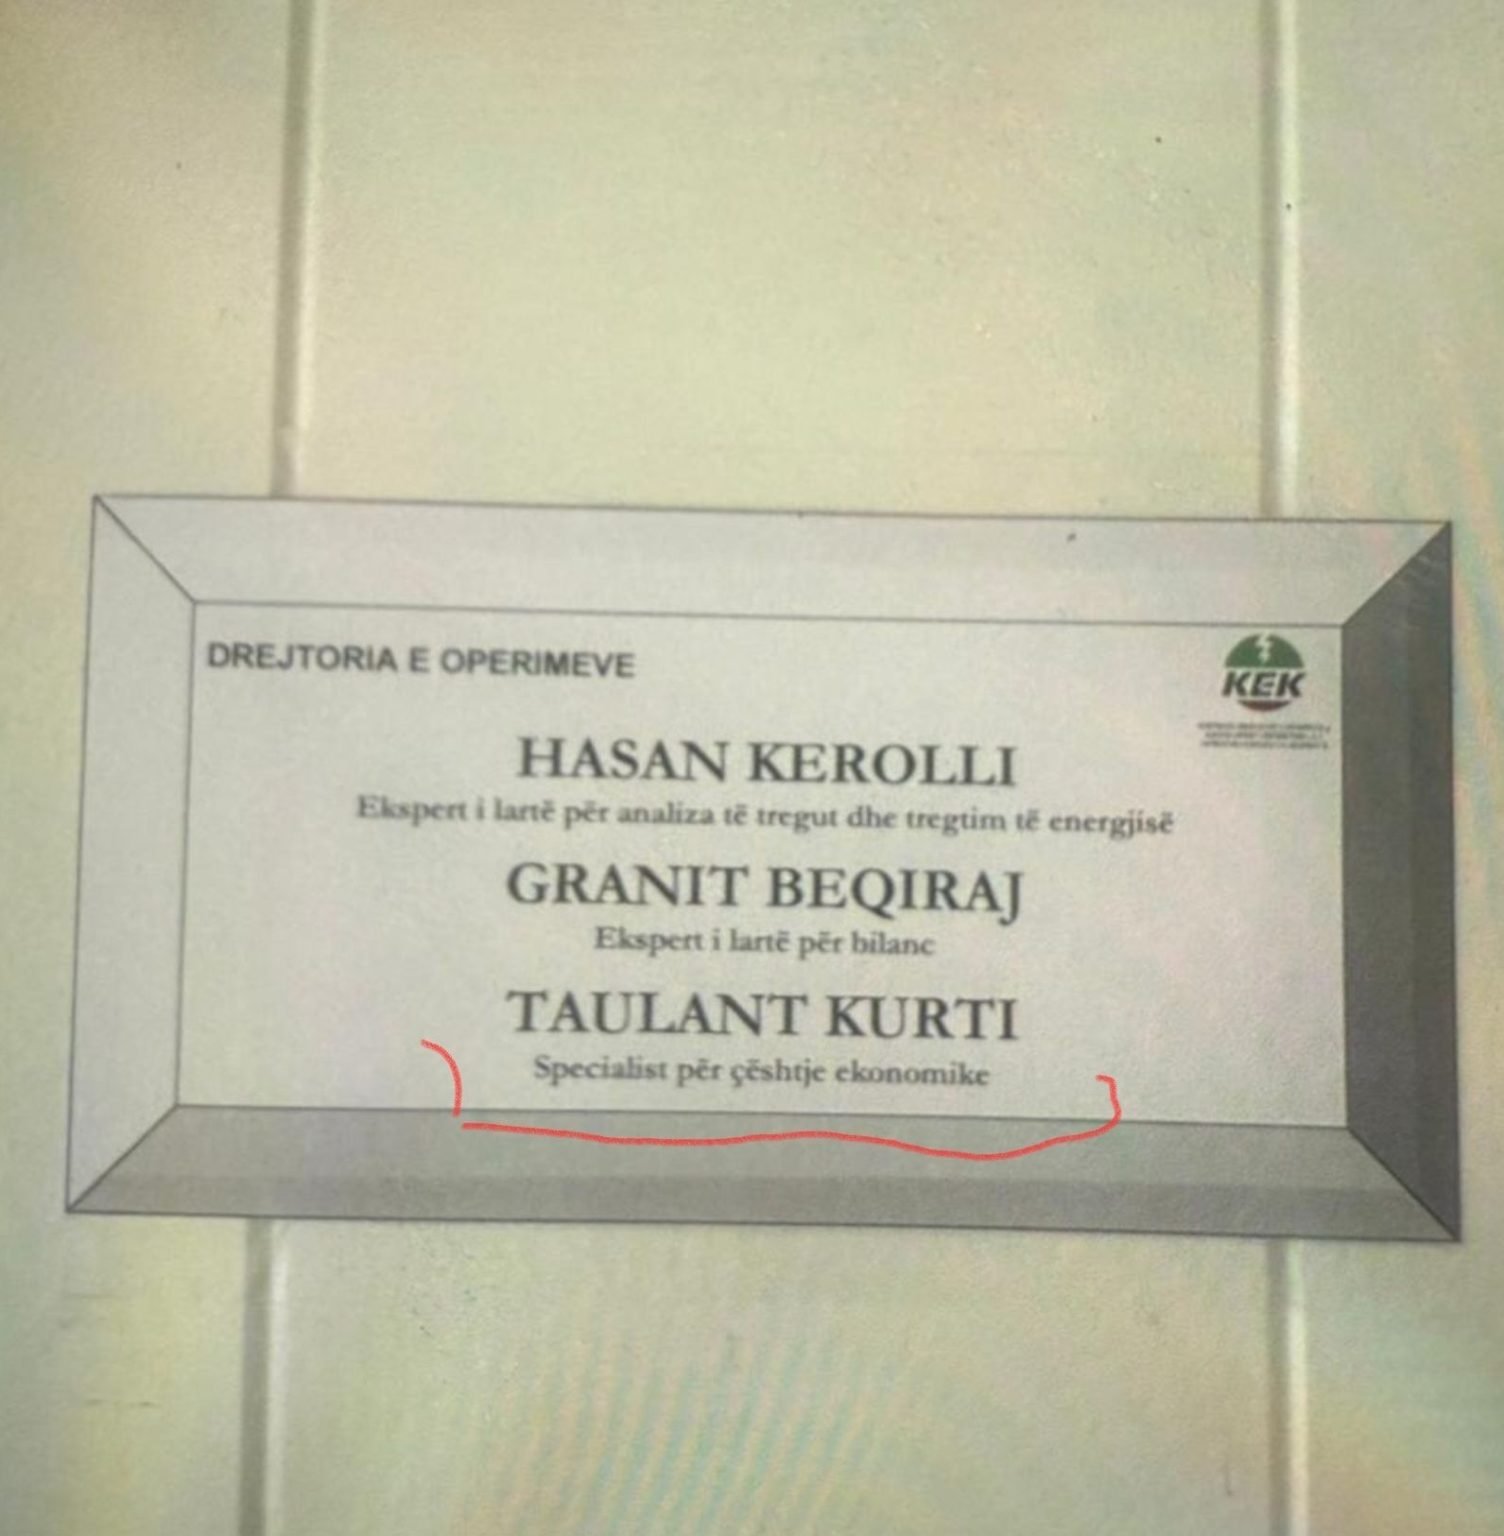 DREJTORIA E OPERIMEVE
KEK
HASAN KEROLLI
Ekspert i lartë për analiza të tregut dhe tregtim të energjisë
GRANIT BEQIRAJ
Ekspert i lartë për bilanc
TAULANT KURTI
Specialist për çështje ekonomike